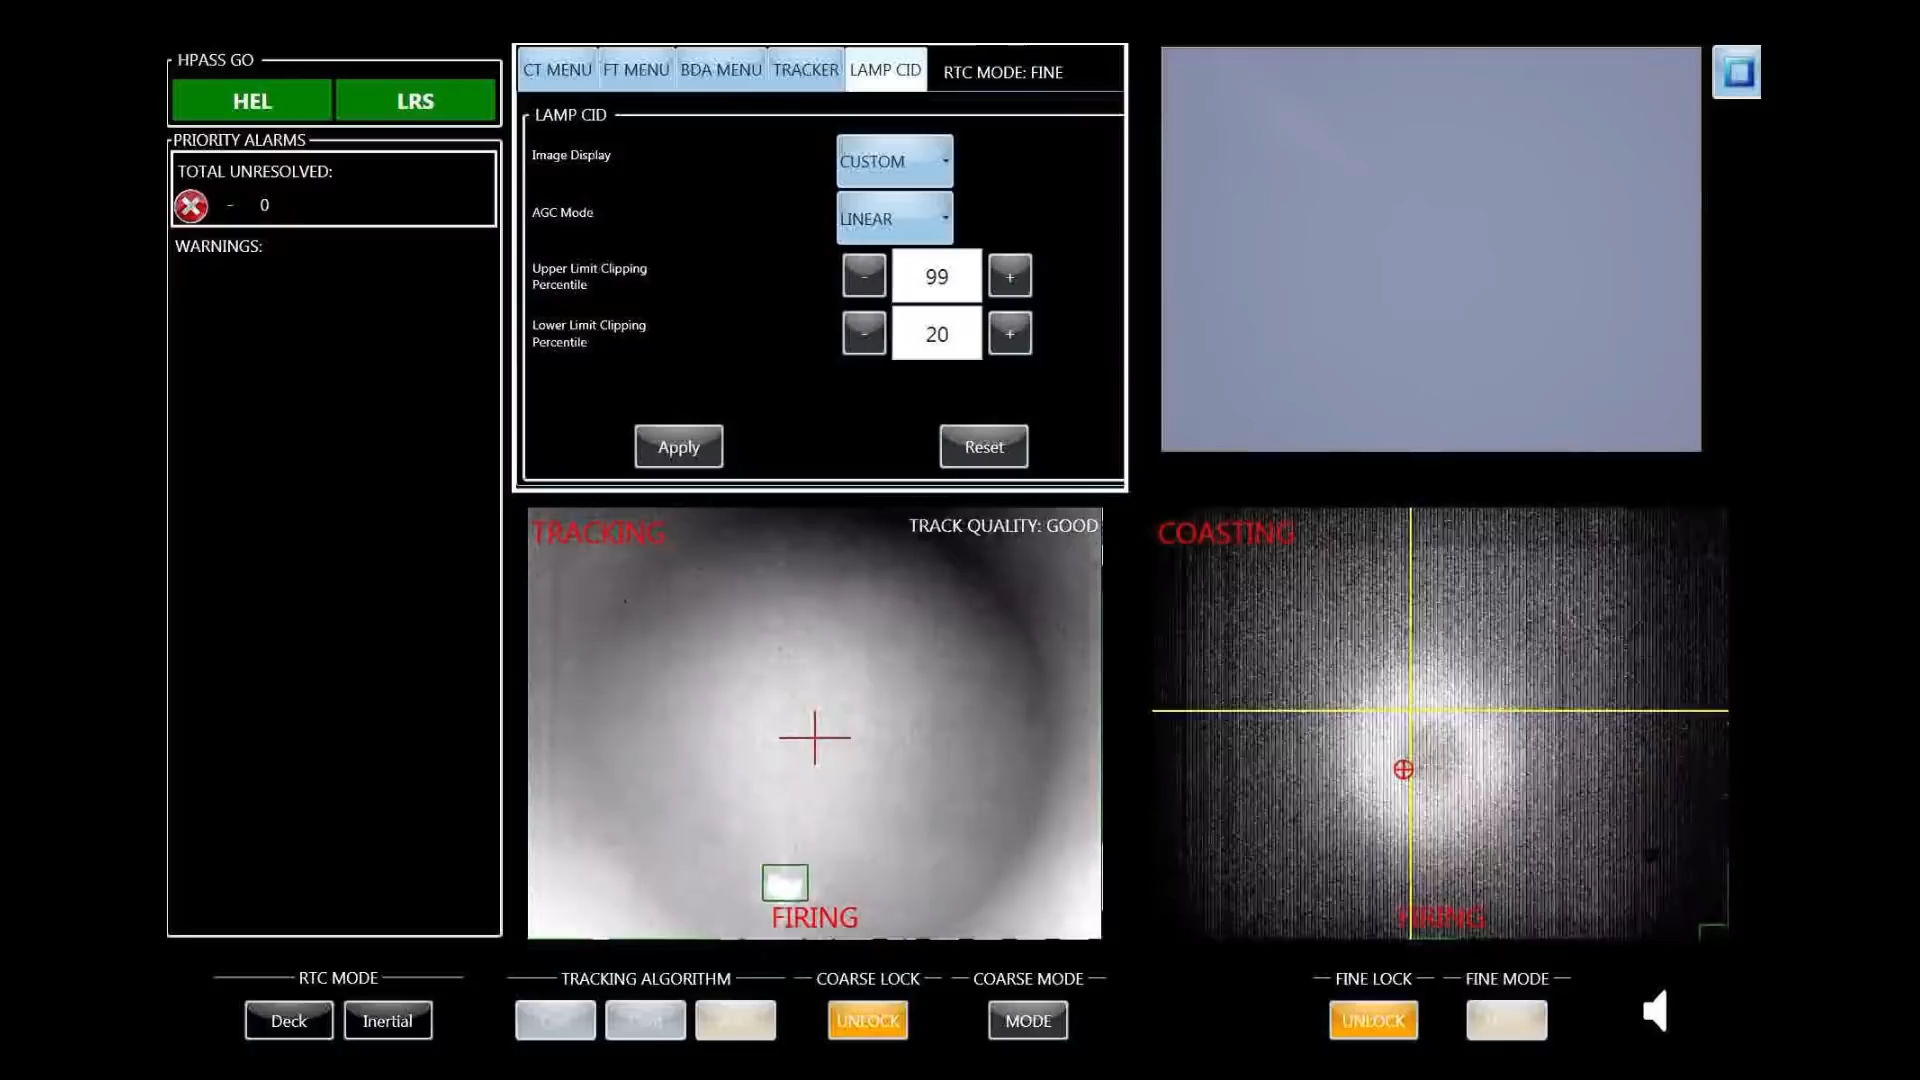 HPASS GO
HEL
LRS
PRIORITY ALARMS
TOTAL UNRESOLVED:
- 0
WARNINGS:
CT MENU
FT MENU
BDA MENU
TRACKER
LAMP CID
RTC MODE: FINE
LAMP CID
Image Display
CUSTOM
AGC Mode
LINEAR
Upper Limit Clipping
Percentile
- 99 +
Lower Limit Clipping
Percentile
- 20 +
Apply
Reset
TRACKING
TRACK QUALITY: GOOD
FIRING
COASTING
FIRING
RTC MODE
Deck
Inertial
TRACKING ALGORITHM
COARSE LOCK
UNLOCK
COARSE MODE
MODE
FINE LOCK
UNLOCK
FINE MODE